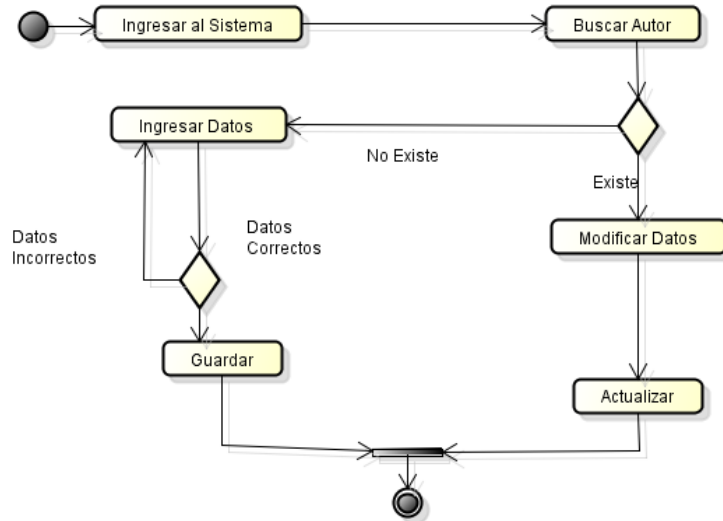 Ingresar al Sistema
Buscar Autor
Ingresar Datos
No Existe
Existe
Datos
Incorrectos
Datos
Correctos
Modificar Datos
Guardar
Actualizar